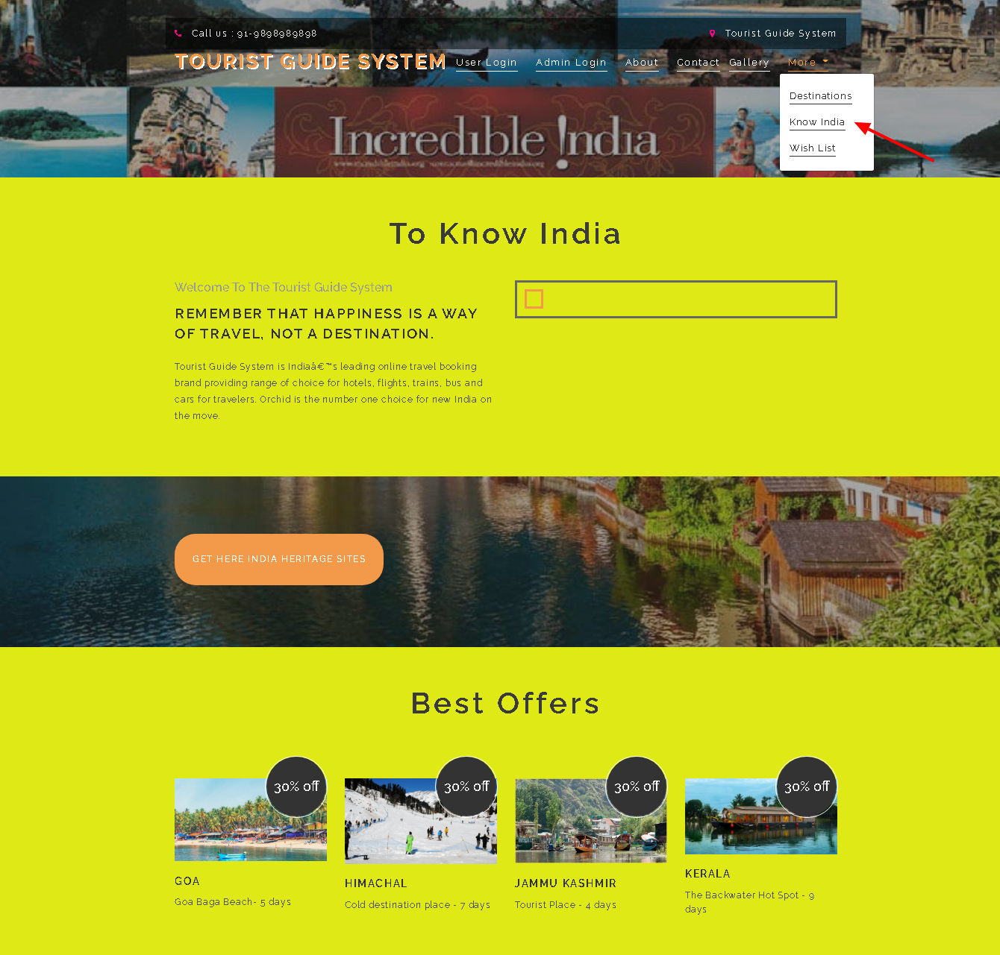 Call us : 91-9898989898
Tourist Guide System
TOURIST GUIDE SYSTEM
User Login
Admin Login
About
Contact
Gallery
More
Destinations
Know India
Wish List
Incredible !ndia
To Know India
Welcome To The Tourist Guide System
REMEMBER THAT HAPPINESS IS A WAY
OF TRAVEL, NOT A DESTINATION.
Tourist Guide System is Indiaâ€™s leading online travel booking
brand providing range of choice for hotels, flights, trains, bus and
cars for travelers. Orchid is the number one choice for new India on
the move.
GET HERE INDIA HERITAGE SITES
Best Offers
30% off
30% off
30% off
30% off
GOA
Goa Baga Beach- 5 days
HIMACHAL
Cold destination place - 7 days
JAMMU KASHMIR
Tourist Place - 4 days
KERALA
The Backwater Hot Spot - 9
days